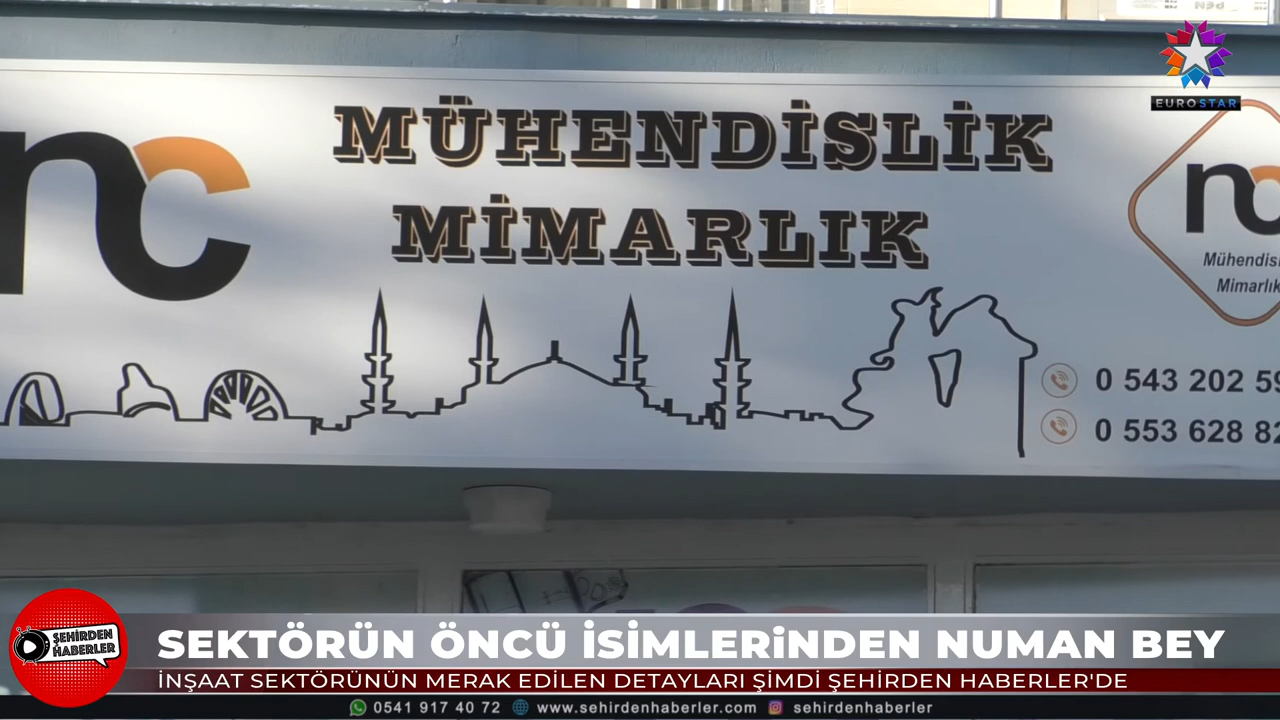 EUROSTAR
nc
MÜHENDİSLİK
MİMARLIK
nc
Mühendisl
Mimarlık
0 543 202 59
0 553 628 82
ŞEHİRDEN
HABERLER
SEKTÖRÜN ÖNCÜ İSİMLERİNDEN NUMAN BEY
İNŞAAT SEKTÖRÜNÜN MERAK EDİLEN DETAYLARI ŞİMDİ ŞEHİRDEN HABERLER'DE
0541 917 40 72 www.sehirdenhaberler.com sehirdenhaberler